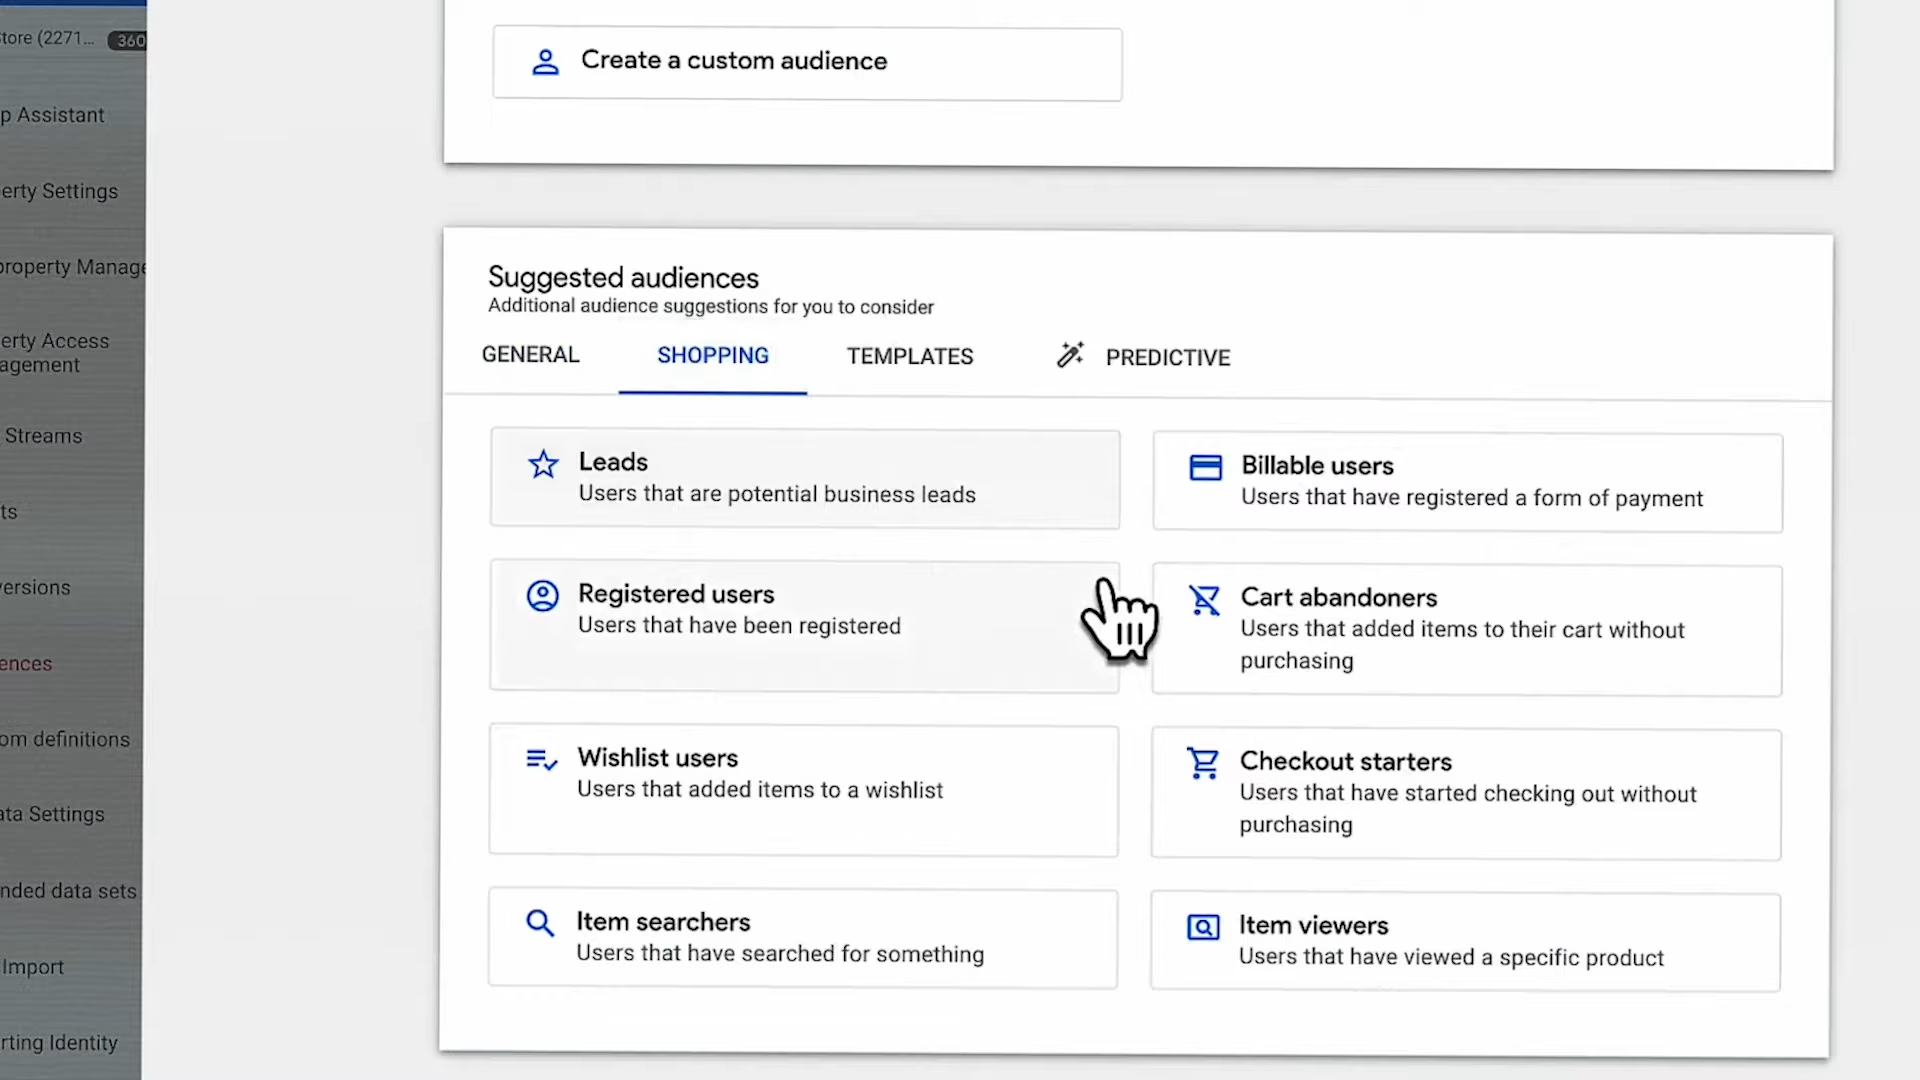 tore (2271... 360
p Assistant
erty Settings
property Manage
erty Access
agement
Streams
ts
versions
ences
om definitions
ata Settings
nded data sets
Import
rting Identity
Create a custom audience
Suggested audiences
Additional audience suggestions for you to consider
GENERAL SHOPPING TEMPLATES PREDICTIVE
Leads
Users that are potential business leads
Billable users
Users that have registered a form of payment
Registered users
Users that have been registered
Cart abandoners
Users that added items to their cart without
purchasing
Wishlist users
Users that added items to a wishlist
Checkout starters
Users that have started checking out without
purchasing
Item searchers
Users that have searched for something
Item viewers
Users that have viewed a specific product